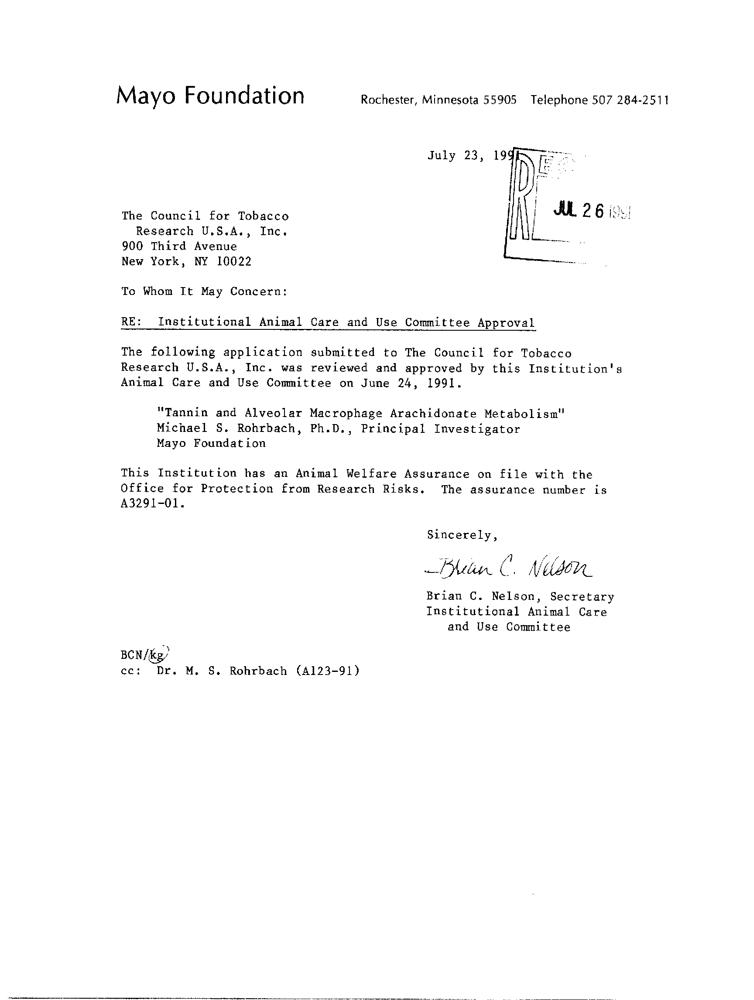 Mayo Foundation Rochester, Minnesota 55905 Telephone 507 284-2511
July 23, 1991
JUL 26 1991
The Council for Tobacco
Research U.S.A., Inc.
900 Third Avenue
New York, NY 10022
To Whom It May Concern:
RE: Institutional Animal Care and Use Committee Approval
The following application submitted to The Council for Tobacco
Research U.S.A., Inc. was reviewed and approved by this Institution's
Animal Care and Use Committee on June 24, 1991.
"Tannin and Alveolar Macrophage Arachidonate Metabolism"
Michael S. Rohrbach, Ph.D., Principal Investigator
Mayo Foundation
This Institution has an Animal Welfare Assurance on file with the
Office for Protection from Research Risks. The assurance number is
A3291-01.
Sincerely,
Brian C. Nelson
Brian C. Nelson, Secretary
Institutional Animal Care
and Use Committee
BCN/kg
cc: Dr. M. S. Rohrbach (A123-91)